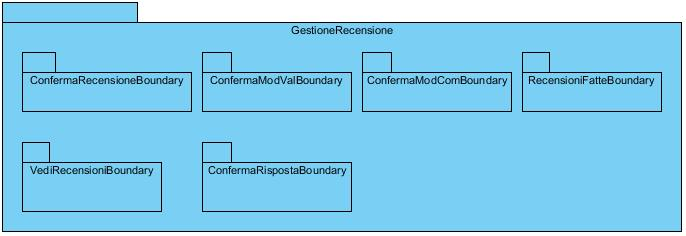 GestioneRecensione
ConfermaRecensioneBoundary
ConfermaModValBoundary
ConfermaModComBoundary
RecensioniFatteBoundary
VediRecensioniBoundary
ConfermaRispostaBoundary